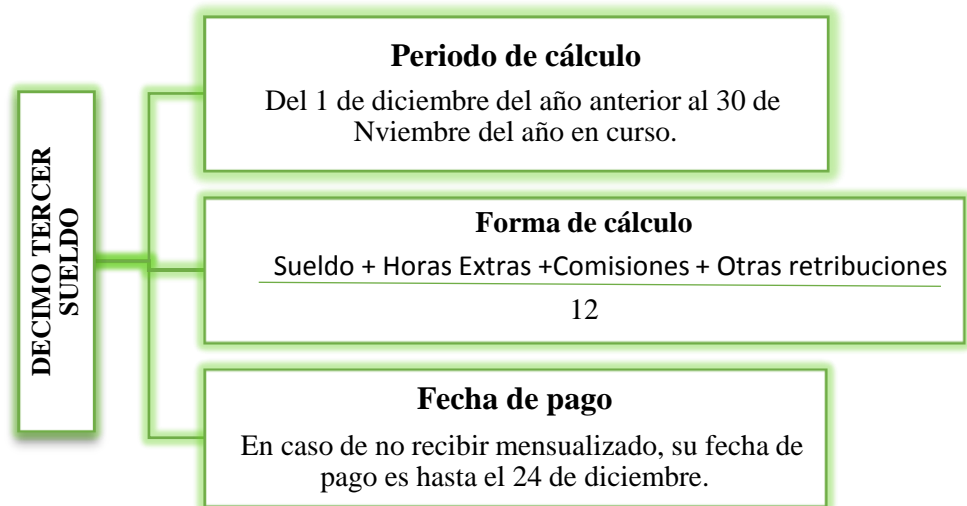 DECIMO TERCER
SUELDO
Periodo de cálculo
Del 1 de diciembre del año anterior al 30 de
Nviembre del año en curso.
Forma de cálculo
Sueldo + Horas Extras +Comisiones + Otras retribuciones
12
Fecha de pago
En caso de no recibir mensualizado, su fecha de
pago es hasta el 24 de diciembre.